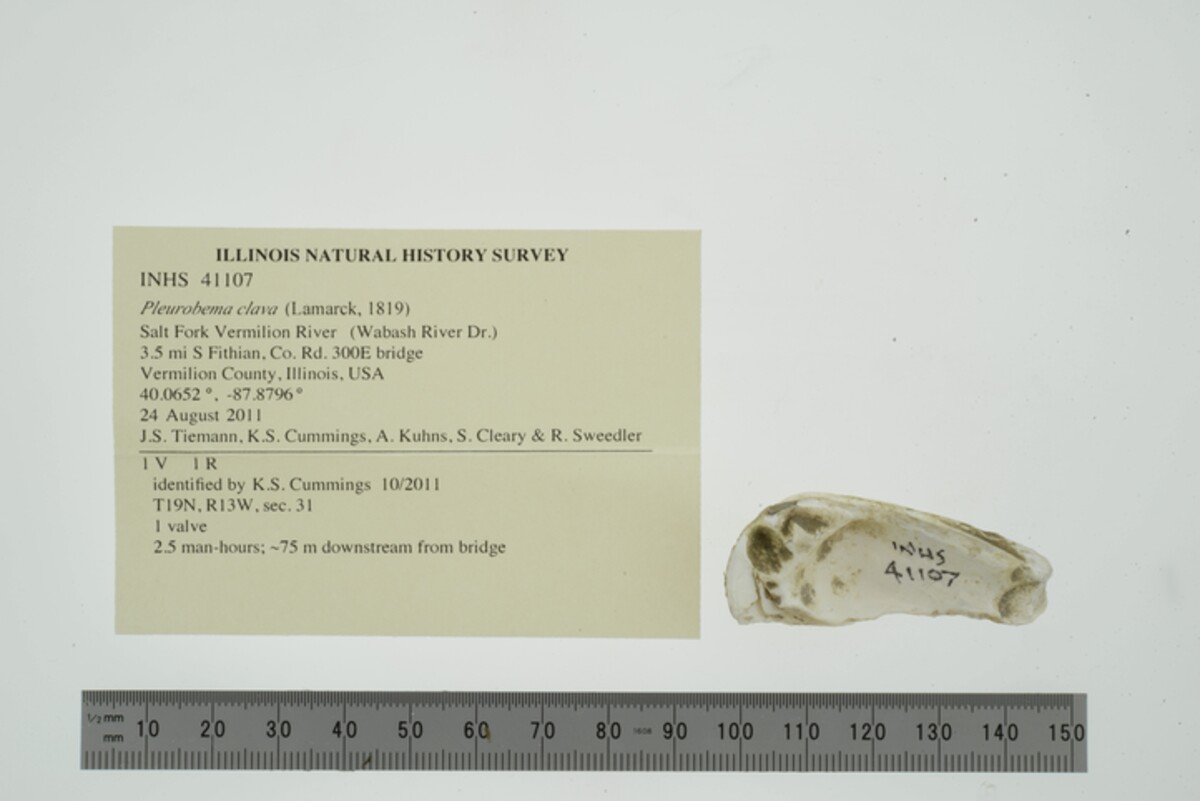 ILLINOIS NATURAL HISTORY SURVEY
INHS 41107
Pleurobema clava (Lamarck, 1819)
Salt Fork Vermilion River (Wabash River Dr.)
3.5 mi S Fithian, Co. Rd. 300E bridge
Vermilion County, Illinois, USA
40.0652 °, -87.8796 °
24 August 2011
J.S. Tiemann, K.S. Cummings, A. Kuhns, S. Cleary & R. Sweedler
1 V 1 R
identified by K.S. Cummings 10/2011
T19N, R13W, sec. 31
1 valve
2.5 man-hours; ~75 m downstream from bridge
INHS
41107
1/2 mm
mm 10 20 30 40 50 60 70 80 1608 90 100 110 120 130 140 150